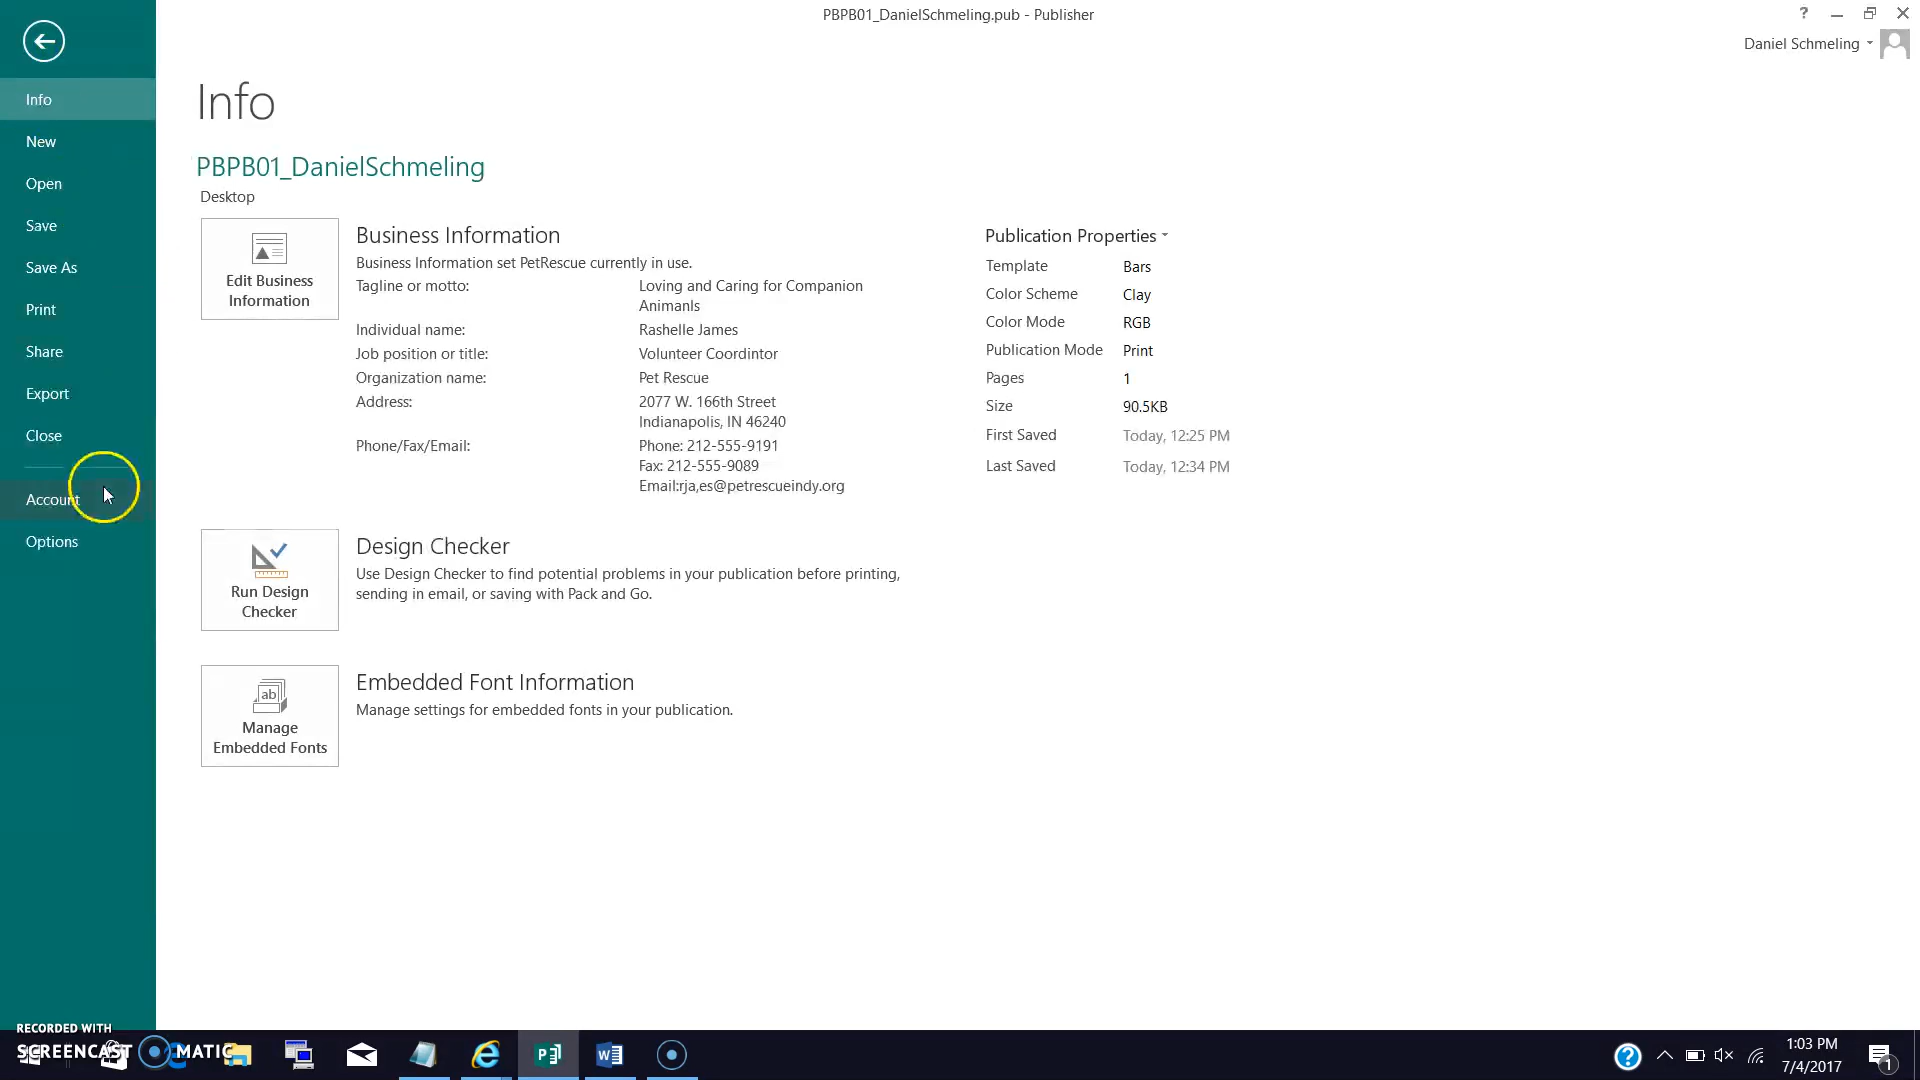 PBPB01_DanielSchmeling.pub - Publisher
?
Daniel Schmeling
Info
New
Open
Save
Save As
Print
Share
Export
Close
Account
Options
Info
PBPB01_DanielSchmeling
Desktop
Edit Business
Information
Business Information
Business Information set PetRescue currently in use.
Tagline or motto: Loving and Caring for Companion
Animanls
Individual name: Rashelle James
Job position or title: Volunteer Coordintor
Organization name: Pet Rescue
Address: 2077 W. 166th Street
Indianapolis, IN 46240
Phone/Fax/Email: Phone: 212-555-9191
Fax: 212-555-9089
Email:rja,es@petrescueindy.org
Publication Properties
Template Bars
Color Scheme Clay
Color Mode RGB
Publication Mode Print
Pages 1
Size 90.5KB
First Saved Today, 12:25 PM
Last Saved Today, 12:34 PM
Run Design
Checker
Design Checker
Use Design Checker to find potential problems in your publication before printing,
sending in email, or saving with Pack and Go.
ab
Manage
Embedded Fonts
Embedded Font Information
Manage settings for embedded fonts in your publication.
RECORDED WITH
SCREENCAST MATIC
?
1:03 PM
7/4/2017
1